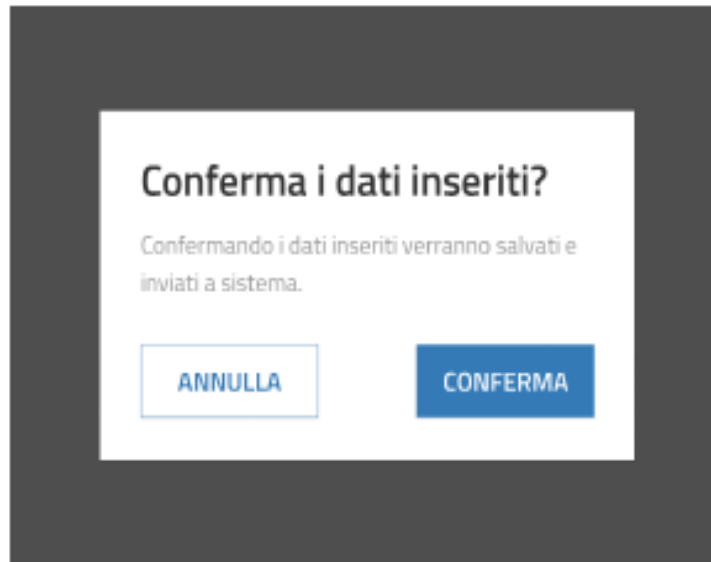 Conferma i dati inseriti?
Confermando i dati inseriti verranno salvati e
inviati a sistema.
ANNULLA
CONFERMA